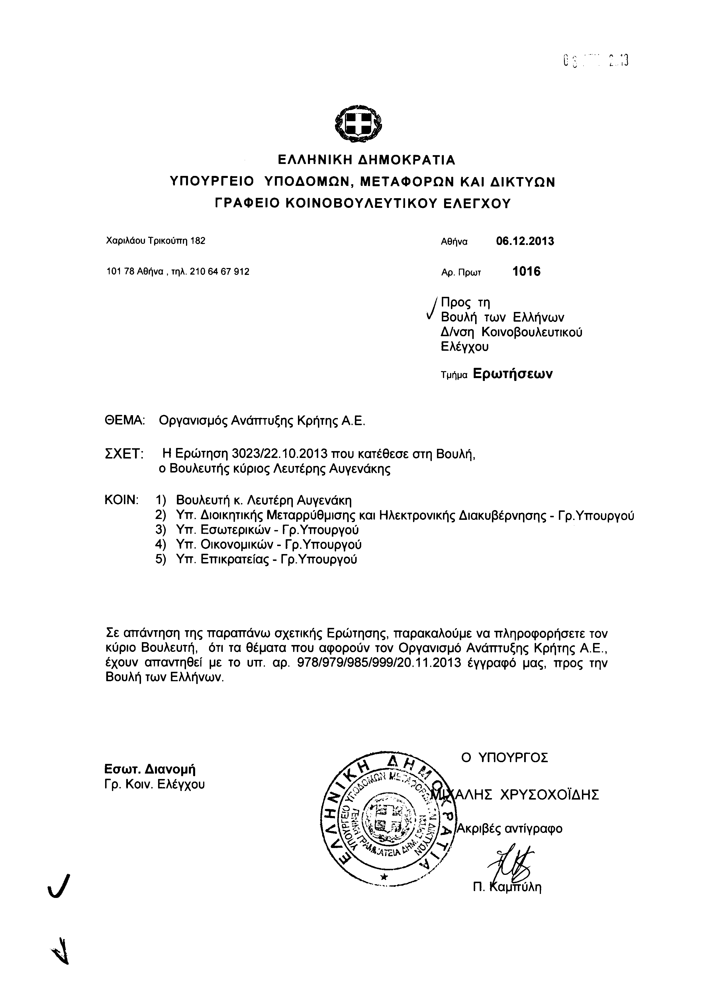 ΕΛΛΗΝΙΚΗ ΔΗΜΟΚΡΑΤΙΑ
ΥΠΟΥΡΓΕΙΟ ΥΠΟΔΟΜΩΝ, ΜΕΤΑΦΟΡΩΝ ΚΑΙ ΔΙΚΤΥΩΝ
ΓΡΑΦΕΙΟ ΚΟΙΝΟΒΟΥΛΕΥΤΙΚΟΥ ΕΛΕΓΧΟΥ
Χαριλάου Τρικούπη 182
Αθήνα 06.12.2013
101 78 Αθήνα , τηλ. 210 64 67 912
Αρ. Πρωτ 1016
Προς τη
Βουλή των Ελλήνων
Δ/νση Κοινοβουλευτικού
Ελέγχου
Τμήμα Ερωτήσεων
ΘΕΜΑ: Οργανισμός Ανάπτυξης Κρήτης Α.Ε.
ΣΧΕΤ: Η Ερώτηση 3023/22.10.2013 που κατέθεσε στη Βουλή,
ο Βουλευτής κύριος Λευτέρης Αυγενάκης
ΚΟΙΝ: 1) Βουλευτή κ. Λευτέρη Αυγενάκη
2) Υπ. Διοικητικής Μεταρρύθμισης και Ηλεκτρονικής Διακυβέρνησης - Γρ.Υπουργού
3) Υπ. Εσωτερικών - Γρ.Υπουργού
4) Υπ. Οικονομικών - Γρ.Υπουργού
5) Υπ. Επικρατείας - Γρ.Υπουργού
Σε απάντηση της παραπάνω σχετικής Ερώτησης, παρακαλούμε να πληροφορήσετε τον
κύριο Βουλευτή, ότι τα θέματα που αφορούν τον Οργανισμό Ανάπτυξης Κρήτης Α.Ε.,
έχουν απαντηθεί με το υπ. αρ. 978/979/985/999/20.11.2013 έγγραφό μας, προς την
Βουλή των Ελλήνων.
Εσωτ. Διανομή
Γρ. Κοιν. Ελέγχου
Ο ΥΠΟΥΡΓΟΣ
ΜΙΧΑΛΗΣ ΧΡΥΣΟΧΟΪΔΗΣ
Ακριβές αντίγραφο
Π. Καμπύλη
ΕΛΛΗΝΙΚΗ ΔΗΜΟΚΡΑΤΙΑ
ΥΠΟΥΡΓΕΙΟ ΥΠΟΔΟΜΩΝ ΜΕΤΑΦΟΡΩΝ ΚΑΙ ΔΙΚΤΥΩΝ
ΓΕΝΙΚΗ ΓΡΑΜΜΑΤΕΙΑ ΔΗΜ.